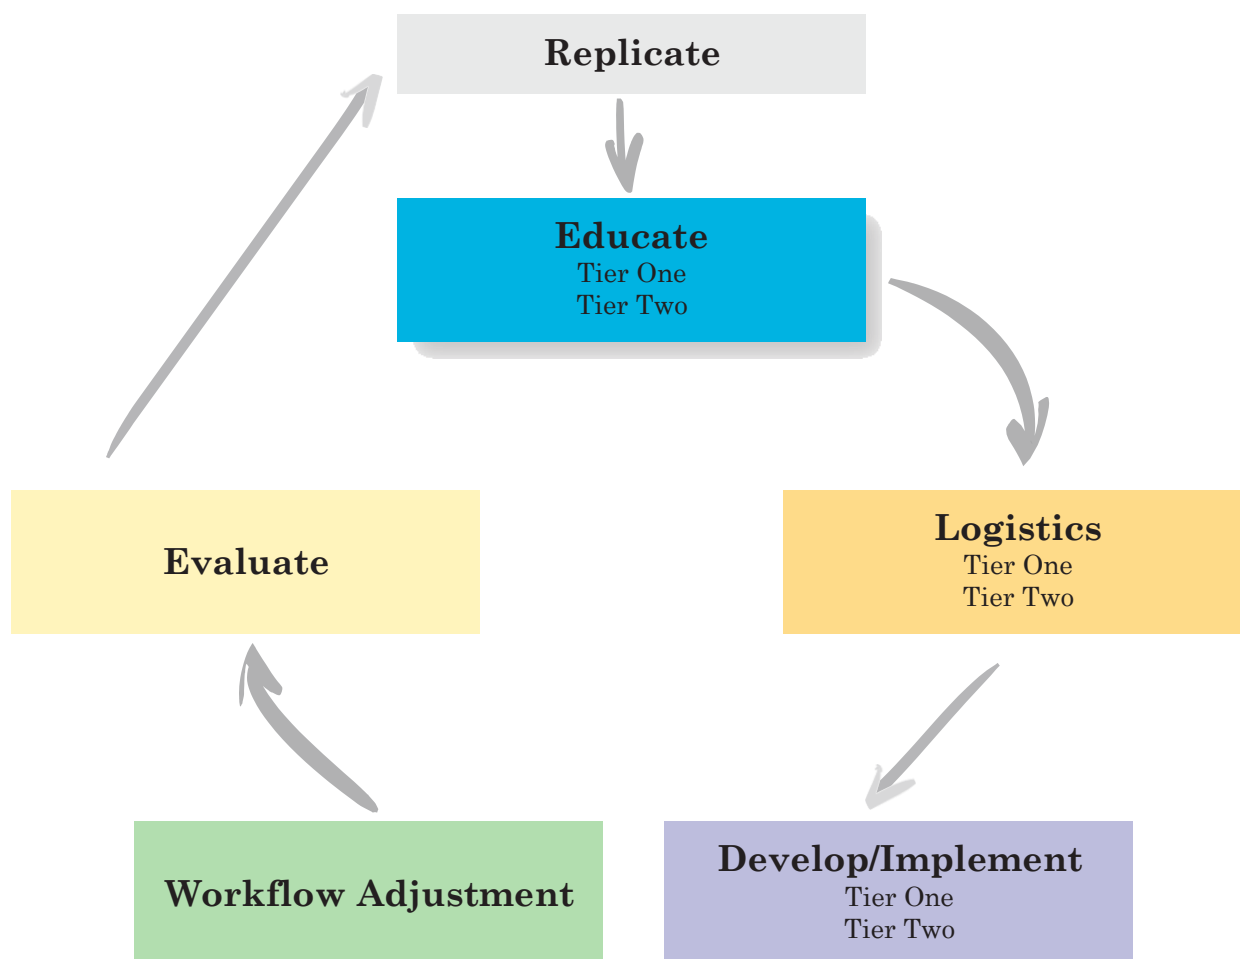 Replicate
Educate
Tier One
Tier Two
Evaluate
Logistics
Tier One
Tier Two
Workflow Adjustment
Develop/Implement
Tier One
Tier Two